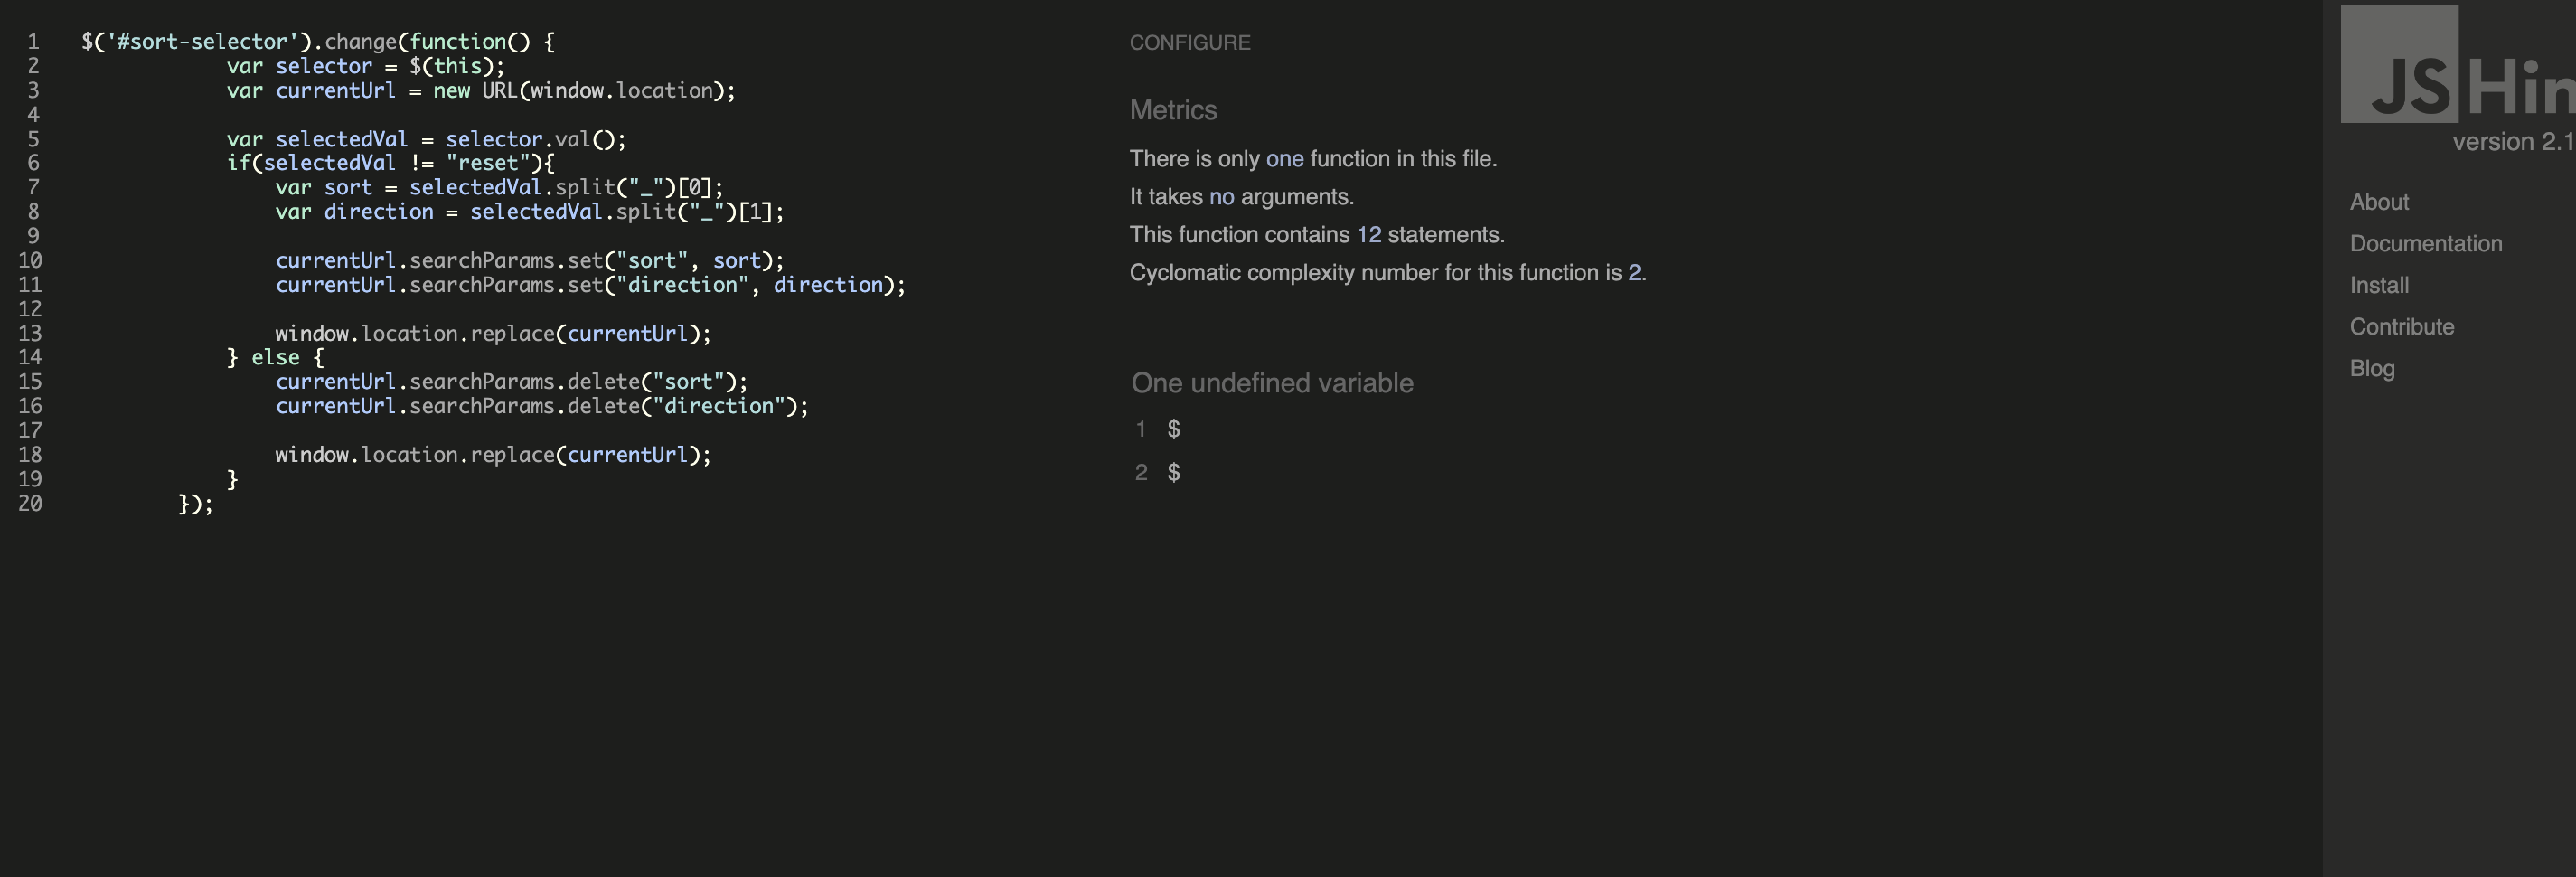 1 $('#sort-selector').change(function() {
2 var selector = $(this);
3 var currentUrl = new URL(window.location);
4
5 var selectedVal = selector.val();
6 if(selectedVal != "reset"){
7 var sort = selectedVal.split("_")[0];
8 var direction = selectedVal.split("_")[1];
9
10 currentUrl.searchParams.set("sort", sort);
11 currentUrl.searchParams.set("direction", direction);
12
13 window.location.replace(currentUrl);
14 } else {
15 currentUrl.searchParams.delete("sort");
16 currentUrl.searchParams.delete("direction");
17
18 window.location.replace(currentUrl);
19 }
20 });
CONFIGURE
Metrics
There is only one function in this file.
It takes no arguments.
This function contains 12 statements.
Cyclomatic complexity number for this function is 2.
One undefined variable
1 $
2 $
JSHin
version 2.1
About
Documentation
Install
Contribute
Blog